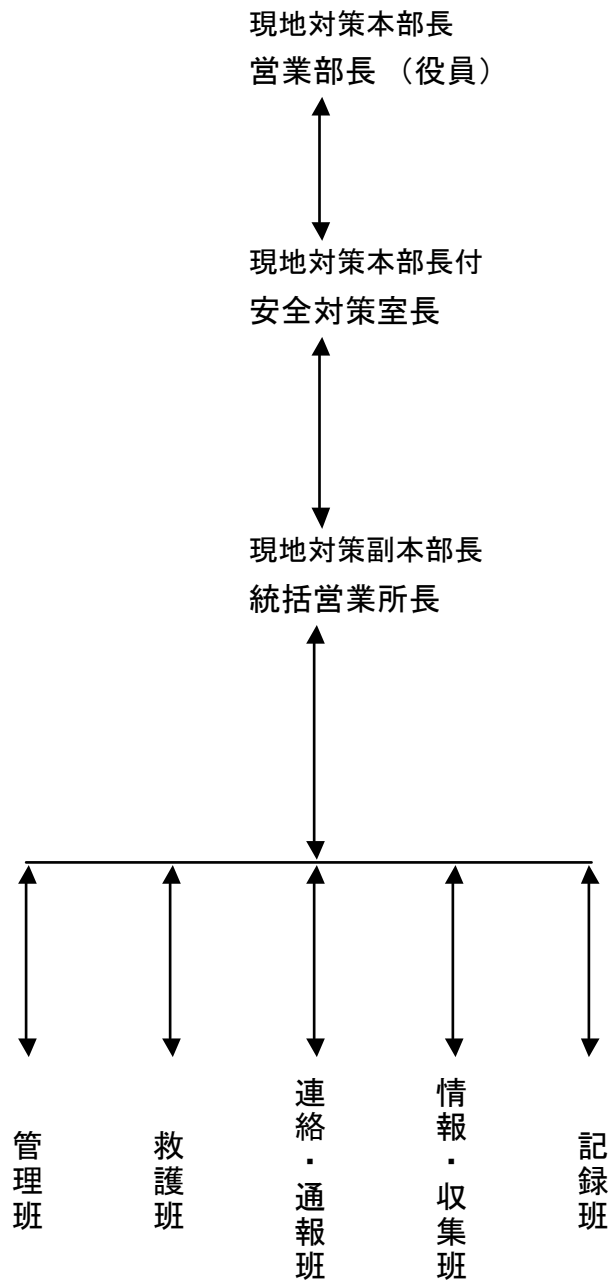 現地対策本部長
営業部長（役員）
現地対策本部長付
安全対策室長
現地対策副本部長
統括営業所長
管理班
救護班
連絡・通報班
情報・収集班
記録班